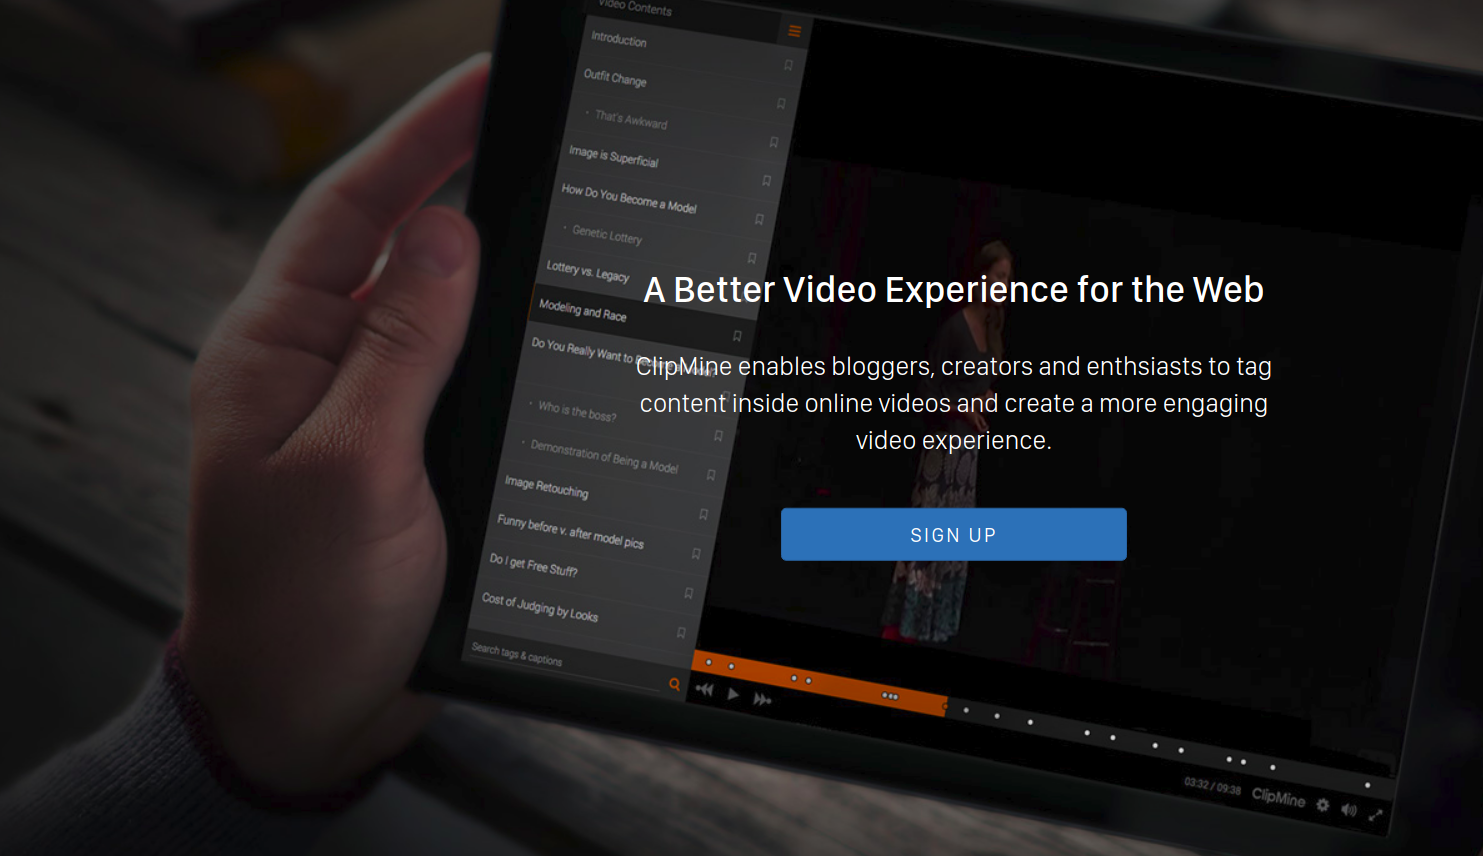 Video Contents
Introduction
Outfit Change
That's Awkward
Image is Superficial
How Do You Become a Model
Genetic Lottery
Lottery vs. Legacy
Modeling and Race
Do You Really Want to Become a Model?
Who is the boss?
Demonstration of Being a Model
Image Retouching
Funny before v. after model pics
Do I get Free Stuff?
Cost of Judging by Looks
Search tags & captions
A Better Video Experience for the Web
ClipMine enables bloggers, creators and enthsiasts to tag
content inside online videos and create a more engaging
video experience.
SIGN UP
03:32 / 09:38 ClipMine